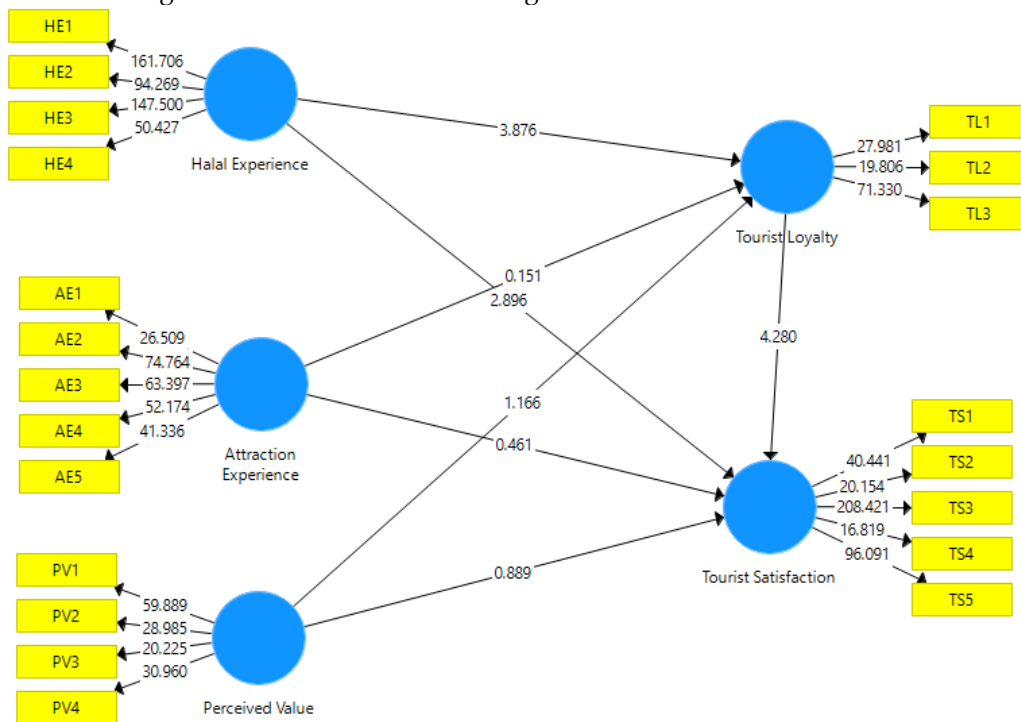 HE1
HE2
HE3
HE4
161.706
94.269
147.500
50.427
Halal Experience
3.876
2.896
TL1
TL2
TL3
27.981
19.806
71.330
Tourist Loyalty
AE1
AE2
AE3
AE4
AE5
26.509
74.764
63.397
52.174
41.336
Attraction
Experience
0.151
0.461
4.280
1.166
0.889
TS1
TS2
TS3
TS4
TS5
40.441
20.154
208.421
16.819
96.091
Tourist Satisfaction
PV1
PV2
PV3
PV4
59.889
28.985
20.225
30.960
Perceived Value